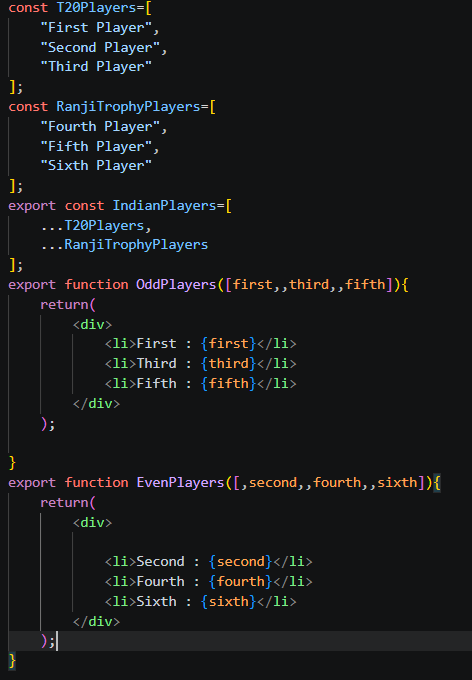 const T20Players=[
    "First Player",
    "Second Player",
    "Third Player"
];
const RanjiTrophyPlayers=[
    "Fourth Player",
    "Fifth Player",
    "Sixth Player"
];
export const IndianPlayers=[
    ...T20Players,
    ...RanjiTrophyPlayers
];
export function OddPlayers([first,,third,,fifth]){
    return(
        <div>
            <li>First : {first}</li>
            <li>Third : {third}</li>
            <li>Fifth : {fifth}</li>
        </div>
    );

}
export function EvenPlayers([,second,,fourth,,sixth]){
    return(
        <div>

            <li>Second : {second}</li>
            <li>Fourth : {fourth}</li>
            <li>Sixth : {sixth}</li>
        </div>
    );
}